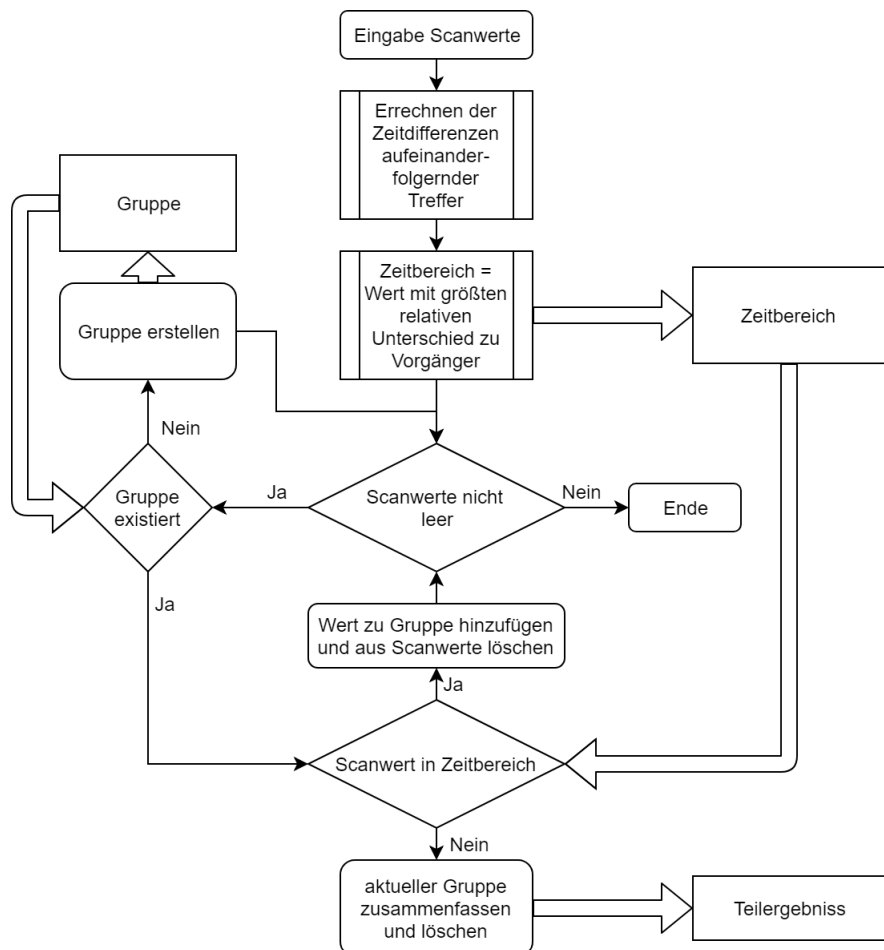 Eingabe Scanwerte
Errechnen der
Zeitdifferenzen
aufeinander-
folgernder
Treffer
Gruppe
Zeitbereich =
Wert mit größten
relativen
Unterschied zu
Vorgänger
Zeitbereich
Gruppe erstellen
Nein
Gruppe
existiert
Ja
Scanwerte nicht
leer
Nein
Ende
Ja
Wert zu Gruppe hinzufügen
und aus Scanwerte löschen
Ja
Scanwert in Zeitbereich
Nein
aktueller Gruppe
zusammenfassen
und löschen
Teilergebniss